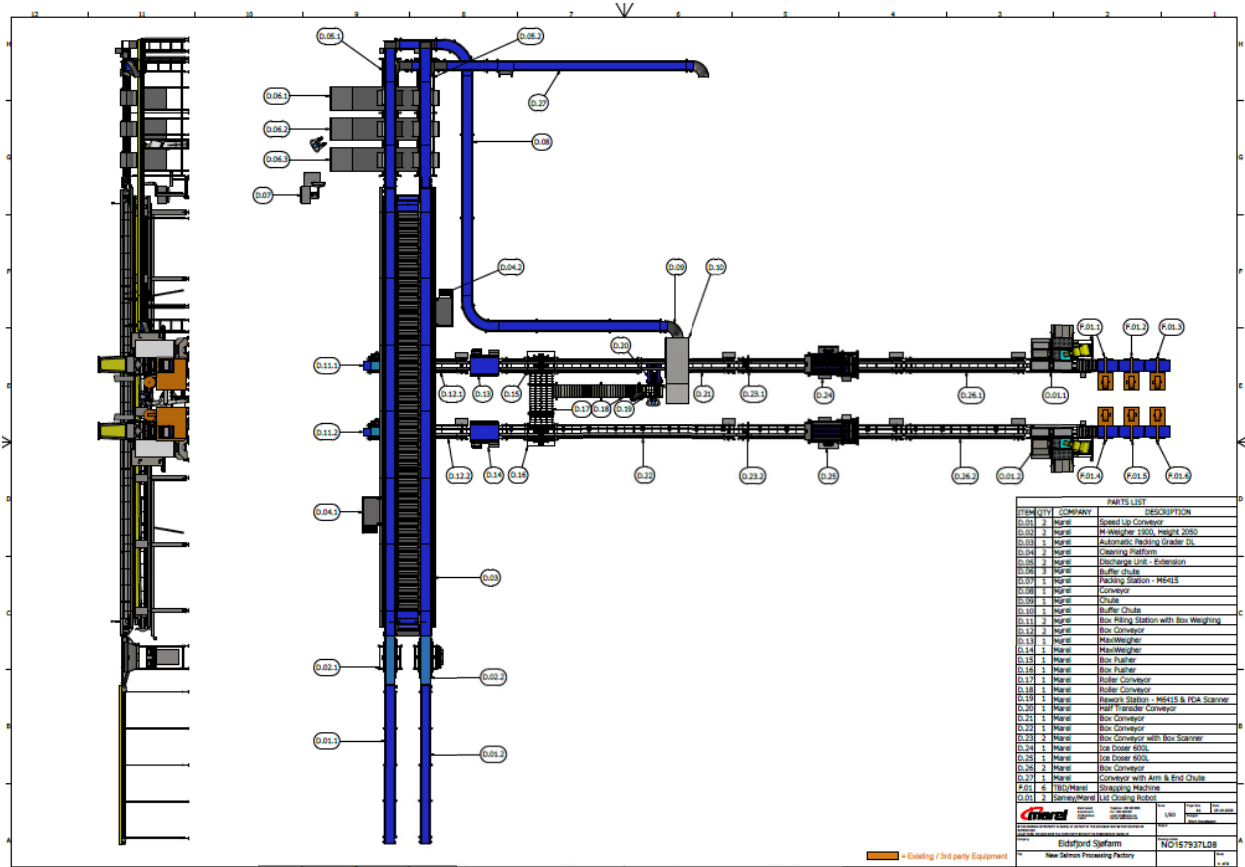 12 11 10 9 8 7 6 5 4 3 2 1
H H
D.05.1 D.05.2
D.06.1 D.27
D.06.2 D.08
G G
D.06.3
D.07
D.04.2 D.09 D.10
F F
D.20 F.01.1 F.01.2 F.01.3
D.11.1
E E
D.12.1 D.13 D.15 D.21 D.23.1 D.24 D.26.1 O.01.1
D.17 D.18 D.19
D.11.2
D.12.2 D.14 D.16 D.22 D.23.2 D.25 D.26.2 O.01.2 F.01.4 F.01.5 F.01.6
D D
D.04.1
D.03
C C
D.02.1
D.02.2
B B
D.01.1
D.01.2
A A
PARTS LIST
ITEM QTY COMPANY DESCRIPTION
D.01 2 Marel Speed Up Conveyor
D.02 2 Marel M-Weigher 1900, Height 2050
D.03 1 Marel Automatic Packing Grader DL
D.04 2 Marel Cleaning Platform
D.05 2 Marel Discharge Unit - Extension
D.06 3 Marel Buffer chute
D.07 1 Marel Packing Station - M6415
D.08 1 Marel Conveyor
D.09 1 Marel Chute
D.10 1 Marel Buffer Chute
D.11 2 Marel Box Filling Station with Box Weighing
D.12 2 Marel Box Conveyor
D.13 1 Marel MaxiWeigher
D.14 1 Marel MaxiWeigher
D.15 1 Marel Box Pusher
D.16 1 Marel Box Pusher
D.17 1 Marel Roller Conveyor
D.18 1 Marel Roller Conveyor
D.19 1 Marel Rework Station - M6415 & PDA Scanner
D.20 1 Marel Half Transfer Conveyor
D.21 1 Marel Box Conveyor
D.22 1 Marel Box Conveyor
D.23 2 Marel Box Conveyor with Box Scanner
D.24 1 Marel Ice Doser 600L
D.25 1 Marel Ice Doser 600L
D.26 2 Marel Box Conveyor
D.27 1 Marel Conveyor with Arm & End Chute
F.01 6 TBD/Marel Strapping Machine
O.01 2 Samey/Marel Lid Closing Robot
marel
Eidsfjord Sjøfarm NO157937LD8
New Salmon Processing Factory
= Existing / 3rd party Equipment